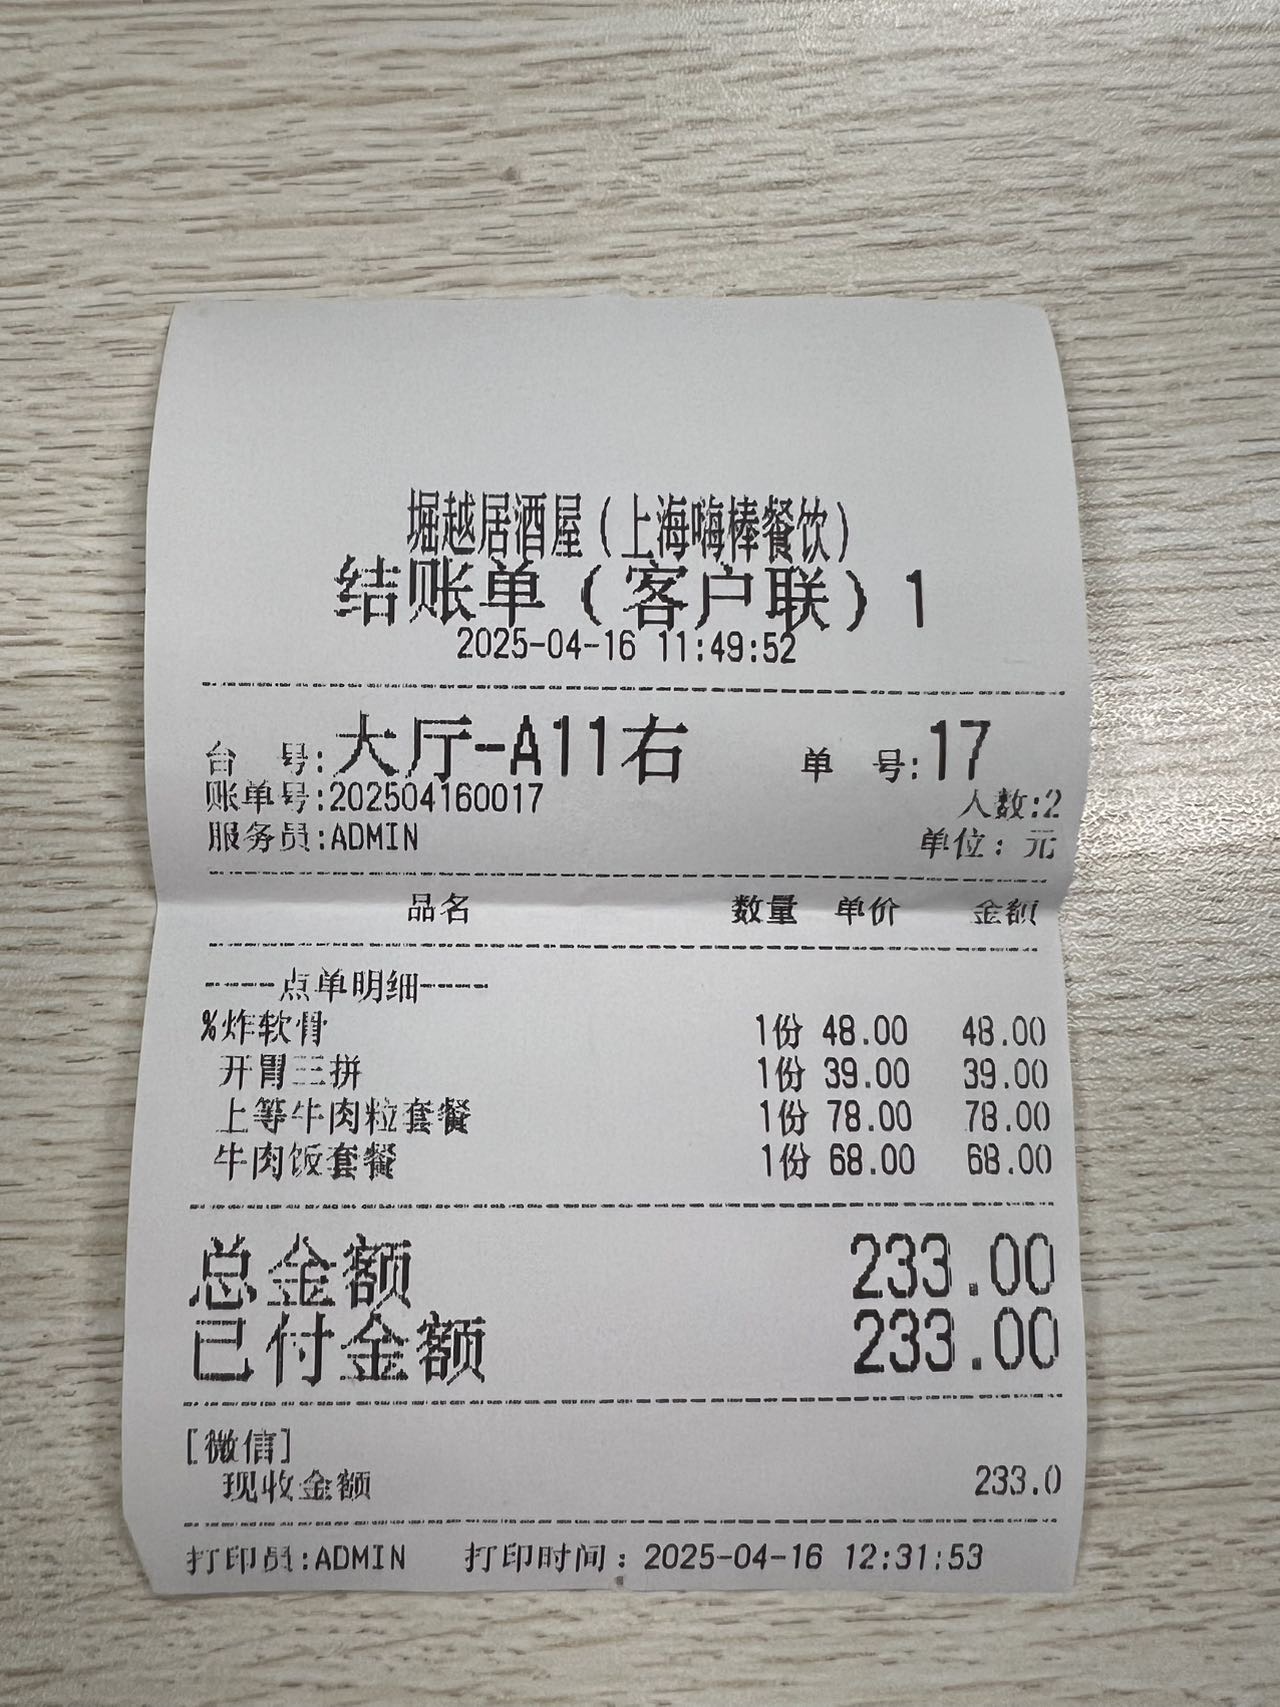 堀越居酒屋(上海嗨棒餐饮)
结账单(客户联)1
2025-04-16 11:49:52
台 号:大厅-A11右 单 号:17
账单号:202504160017 人数:2
服务员:ADMIN 单位: 元
品名 数量 单价 金额
----点单明细----
%炸软骨 1份 48.00 48.00
开胃三拼 1份 39.00 39.00
上等牛肉粒套餐 1份 78.00 78.00
牛肉饭套餐 1份 68.00 68.00
总金额 233.00
已付金额 233.00
[微信]
现收金额 233.0
打印员:ADMIN 打印时间:2025-04-16 12:31:53